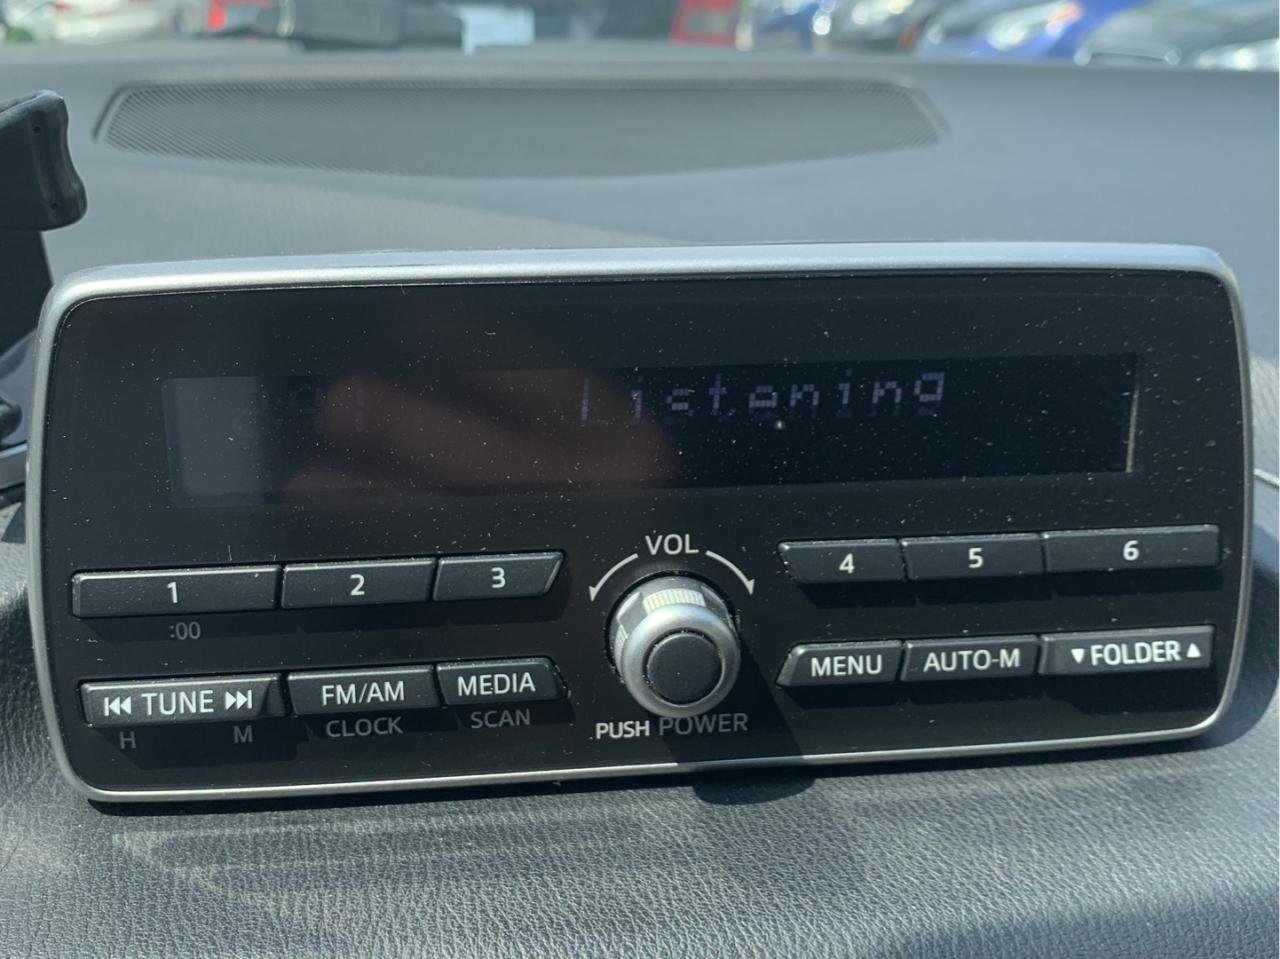 Listening
VOL
1 2 3 4 5 6
:00
⏮ TUNE ⏭ FM/AM MEDIA MENU AUTO-M ▼FOLDER▲
H M CLOCK SCAN PUSH POWER